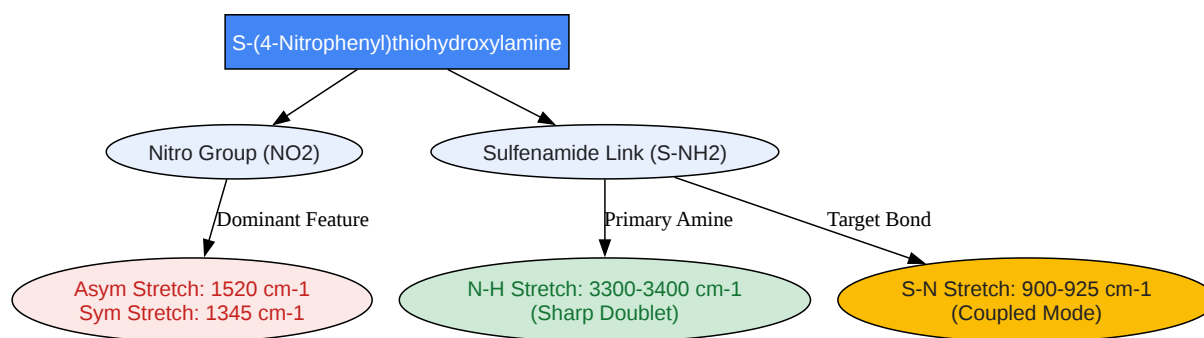 S-(4-Nitrophenyl)thiohydroxylamine
Nitro Group (NO2)
Sulfenamide Link (S-NH2)
Dominant Feature
Primary Amine
Target Bond
Asym Stretch: 1520 cm-1
Sym Stretch: 1345 cm-1
N-H Stretch: 3300-3400 cm-1
(Sharp Doublet)
S-N Stretch: 900-925 cm-1
(Coupled Mode)